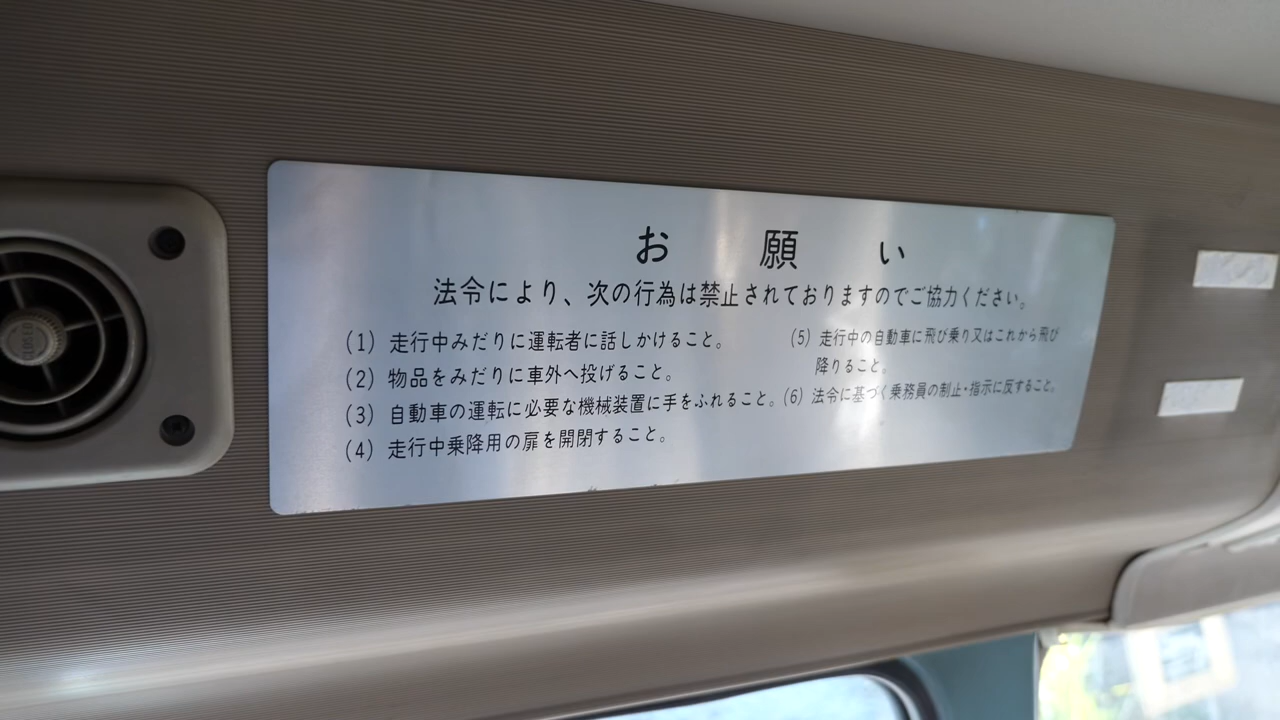 お願い
法令により、次の行為は禁止されておりますのでご協力ください。
(1) 走行中みだりに運転者に話しかけること。
(2) 物品をみだりに車外へ投げること。
(3) 自動車の運転に必要な機械装置に手をふれること。
(4) 走行中乗降用の扉を開閉すること。
(5) 走行中の自動車に飛び乗り又はこれから飛び
降りること。
(6) 法令に基づく乗務員の制止・指示に反すること。